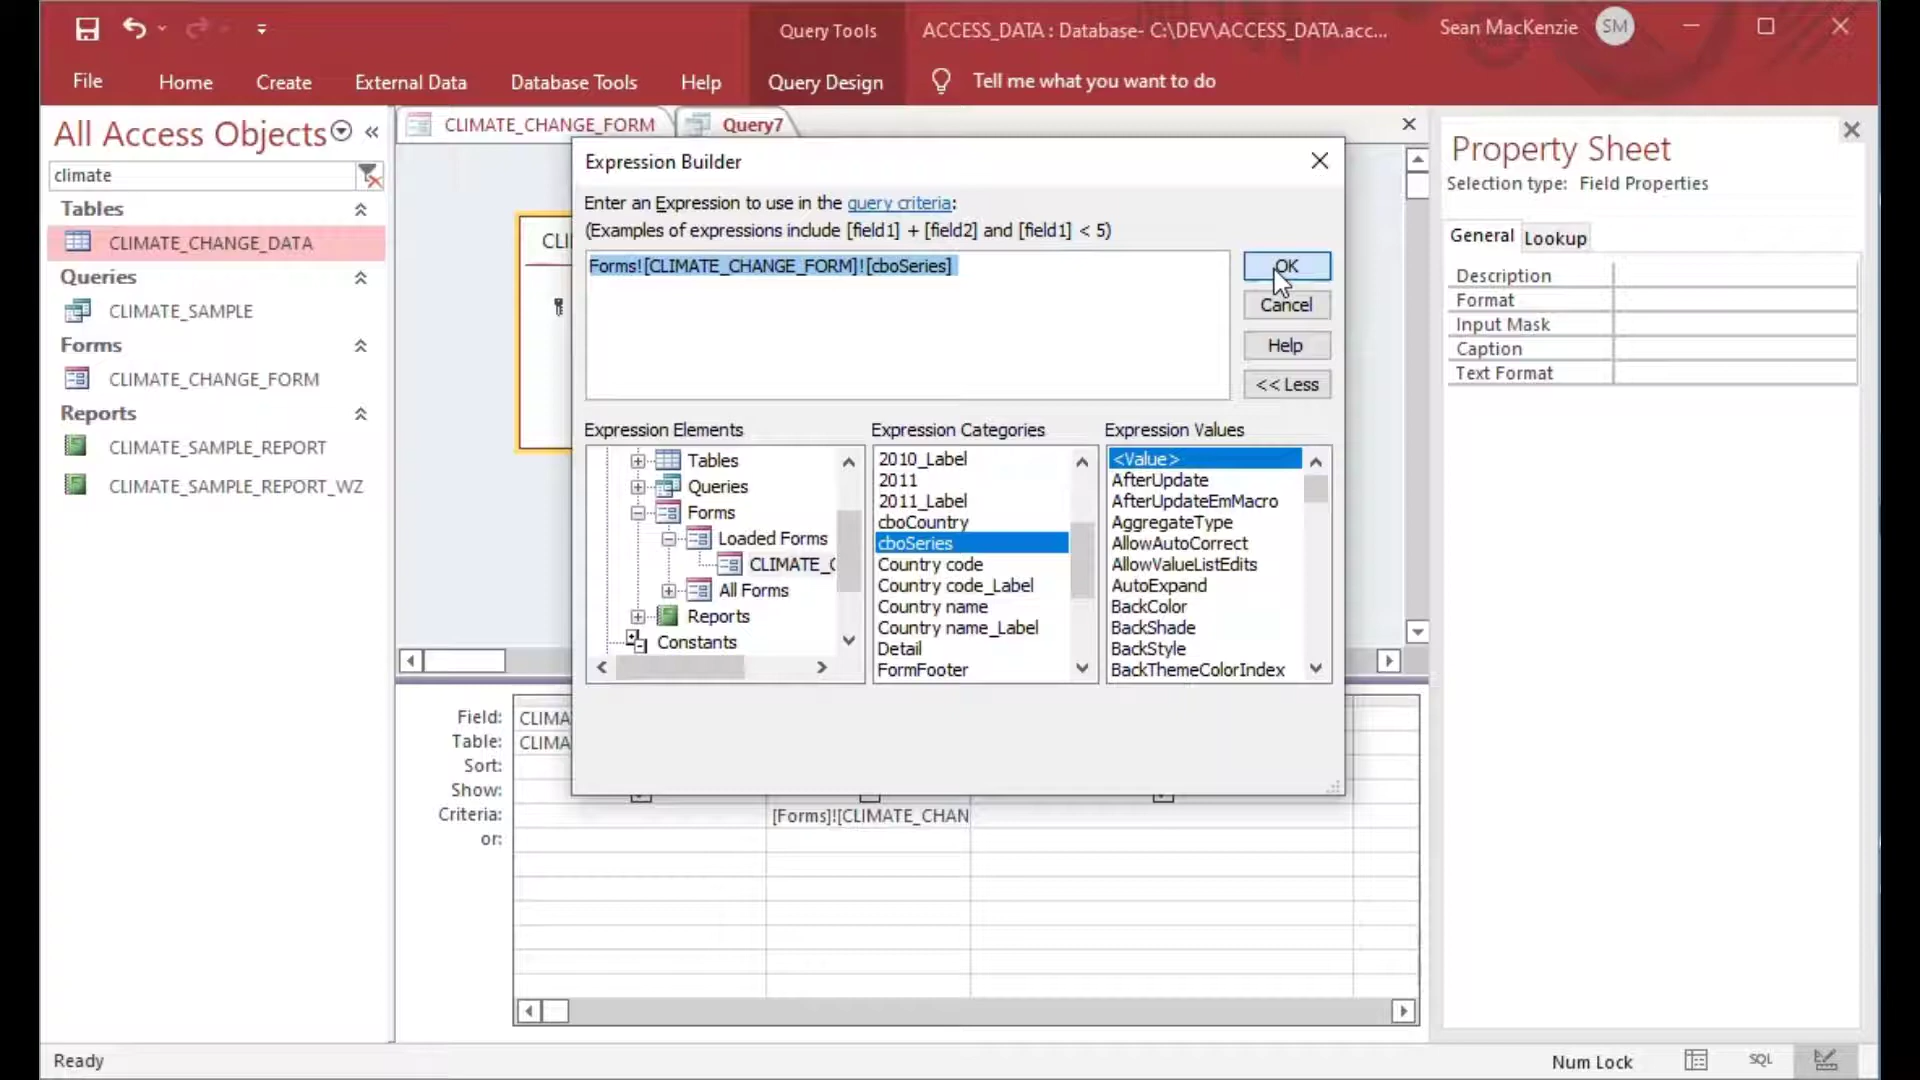 Query Tools
ACCESS_DATA : Database- C:\DEV\ACCESS_DATA.acc...
Sean MacKenzie
SM
File
Home
Create
External Data
Database Tools
Help
Query Design
Tell me what you want to do
All Access Objects
climate
Tables
CLIMATE_CHANGE_DATA
Queries
CLIMATE_SAMPLE
Forms
CLIMATE_CHANGE_FORM
Reports
CLIMATE_SAMPLE_REPORT
CLIMATE_SAMPLE_REPORT_WZ
CLIMATE_CHANGE_FORM
Query7
CLI
Expression Builder
Enter an Expression to use in the query criteria:
(Examples of expressions include [field1] + [field2] and [field1] < 5)
Forms![CLIMATE_CHANGE_FORM]![cboSeries]
OK
Cancel
Help
<< Less
Expression Elements
Tables
Queries
Forms
Loaded Forms
CLIMATE_C
All Forms
Reports
Constants
Expression Categories
2010_Label
2011
2011_Label
cboCountry
cboSeries
Country code
Country code_Label
Country name
Country name_Label
Detail
FormFooter
Expression Values
<Value>
AfterUpdate
AfterUpdateEmMacro
AggregateType
AllowAutoCorrect
AllowValueListEdits
AutoExpand
BackColor
BackShade
BackStyle
BackThemeColorIndex
Field:
CLIMA
Table:
CLIMA
Sort:
Show:
Criteria:
[Forms]![CLIMATE_CHAN
or:
Property Sheet
Selection type: Field Properties
General
Lookup
Description
Format
Input Mask
Caption
Text Format
Ready
Num Lock
SQL